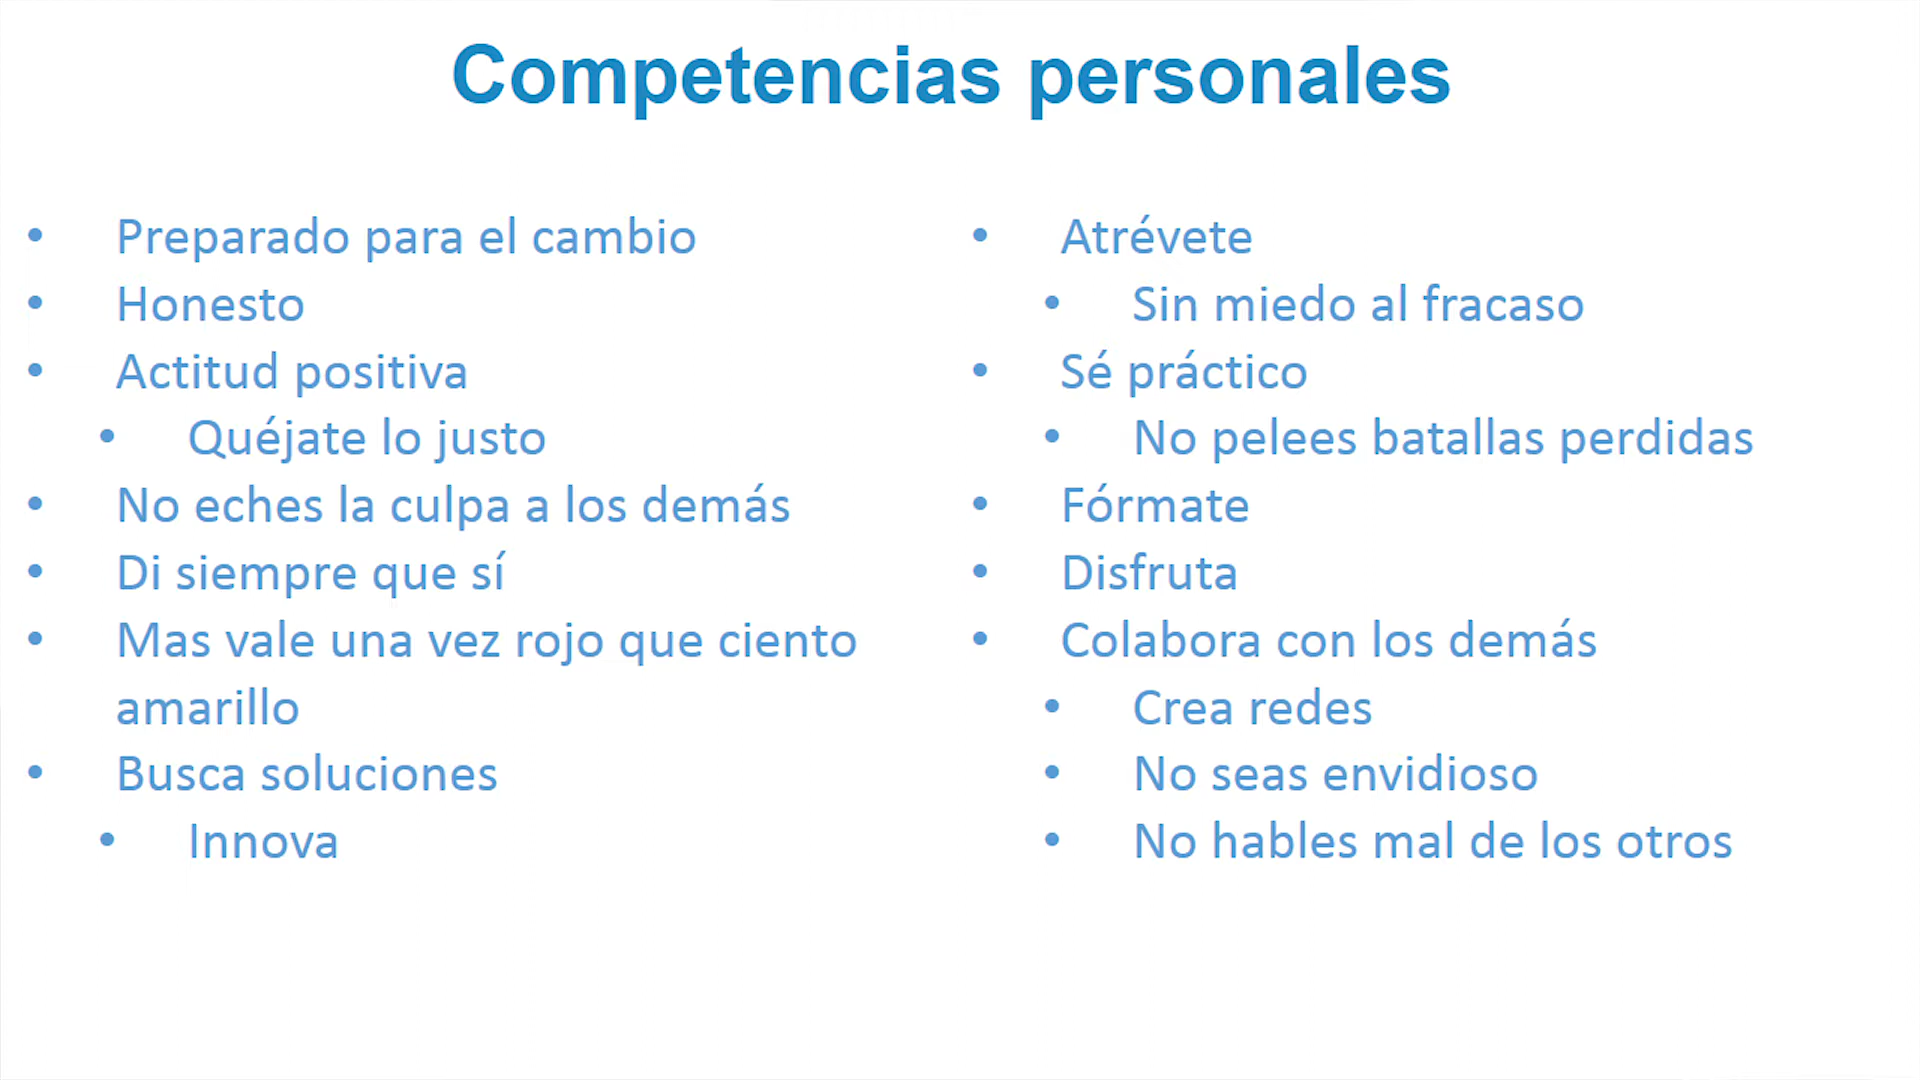 Competencias personales
• Preparado para el cambio
• Honesto
• Actitud positiva
• Quéjate lo justo
• No eches la culpa a los demás
• Di siempre que sí
• Mas vale una vez rojo que ciento
amarillo
• Busca soluciones
• Innova
• Atrévete
• Sin miedo al fracaso
• Sé práctico
• No pelees batallas perdidas
• Fórmate
• Disfruta
• Colabora con los demás
• Crea redes
• No seas envidioso
• No hables mal de los otros